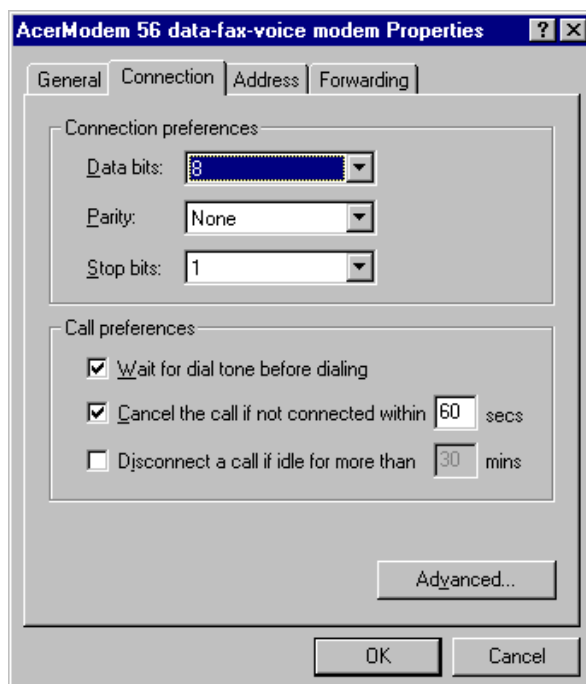 AcerModem 56 data-fax-voice modem Properties
General Connection Address Forwarding
Connection preferences
Data bits: 8
Parity: None
Stop bits: 1
Call preferences
Wait for dial tone before dialing
Cancel the call if not connected within 60 secs
Disconnect a call if idle for more than 30 mins
Advanced...
OK Cancel